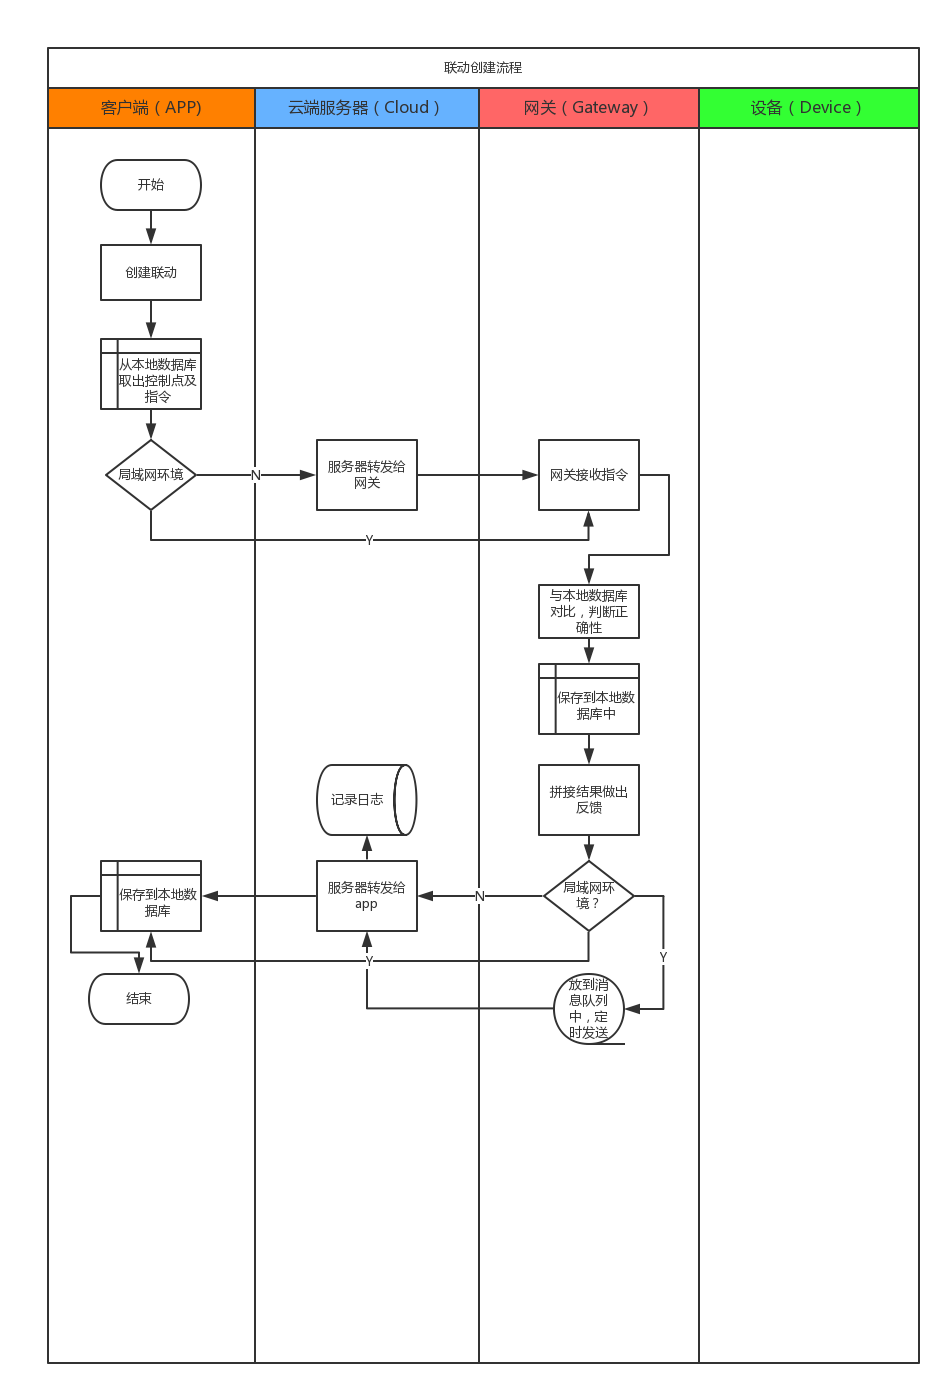 联动创建流程
客户端（APP)
云端服务器（Cloud）
网关（Gateway）
设备（Device）
开始
创建联动
从本地数据库
取出控制点及
指令
局域网环境
N
服务器转发给
网关
网关接收指令
Y
与本地数据库
对比，判断正
确性
保存到本地数
据库中
拼接结果做出
反馈
记录日志
局域网环
境？
N
服务器转发给
app
保存到本地数
据库
Y
Y
放到消
息队列
中，定
时发送
结束